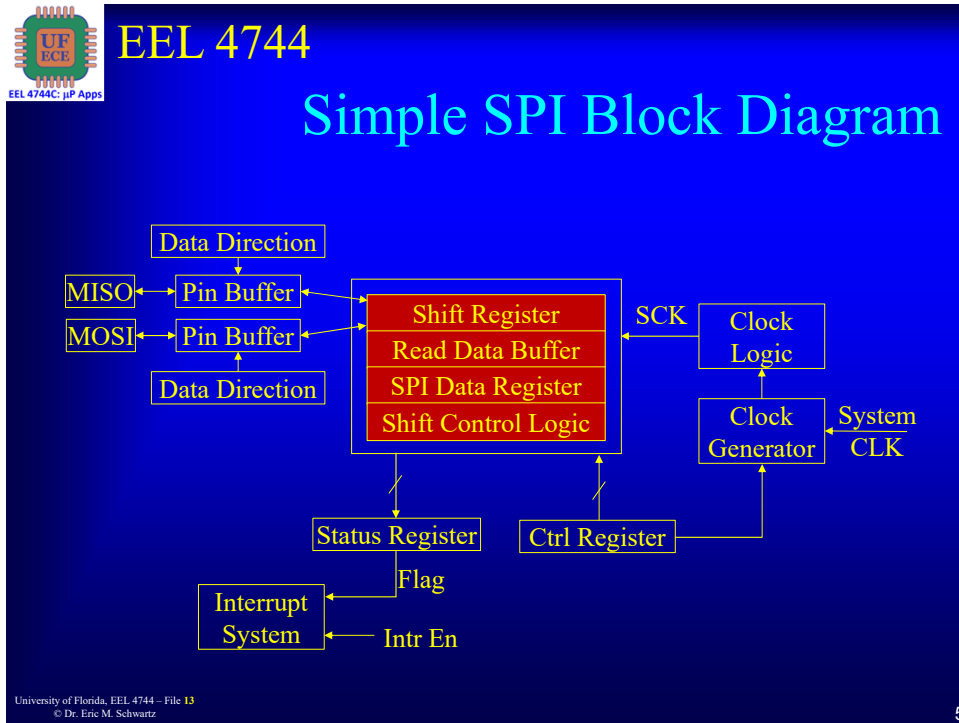 UF
ECE
EEL 4744C: μP Apps
EEL 4744
Simple SPI Block Diagram
Data Direction
MISO
Pin Buffer
MOSI
Pin Buffer
Data Direction
Shift Register
Read Data Buffer
SPI Data Register
Shift Control Logic
SCK
Clock
Logic
Clock
Generator
System
CLK
Status Register
Ctrl Register
Flag
Interrupt
System
Intr En
University of Florida, EEL 4744 – File 13
© Dr. Eric M. Schwartz
5